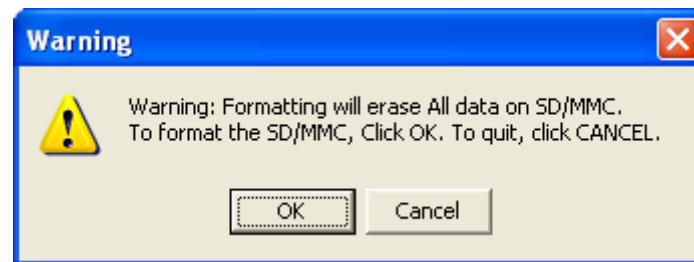 Warning
Warning: Formatting will erase All data on SD/MMC.
To format the SD/MMC, Click OK. To quit, click CANCEL.
OK
Cancel